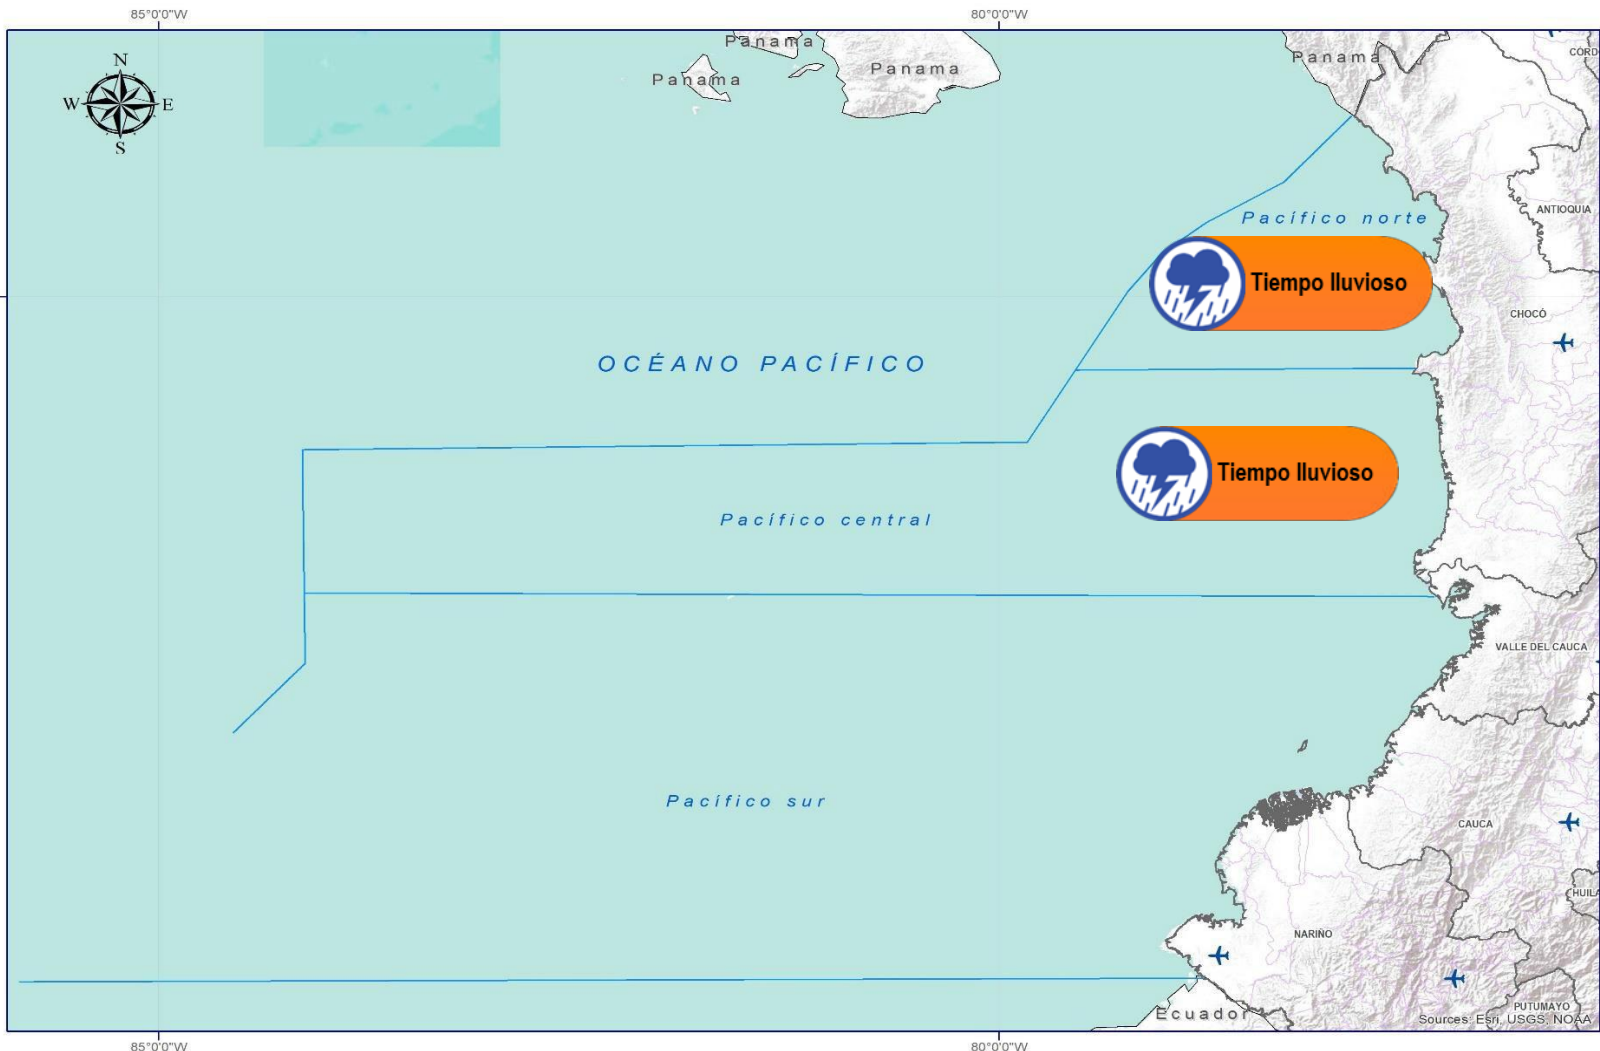 85°0'0"W
80°0'0"W
Panama
Panama
Panama
Panama
CÓRD
N
W
E
S
Pacífico norte
ANTIOQUIA
Tiempo lluvioso
CHOCÓ
OCÉANO PACÍFICO
Tiempo lluvioso
Pacífico central
VALLE DEL CAUCA
Pacífico sur
CAUCA
HUILA
NARIÑO
PUTUMAYO
Ecuador
Sources: Esri, USGS, NOAA
85°0'0"W
80°0'0"W